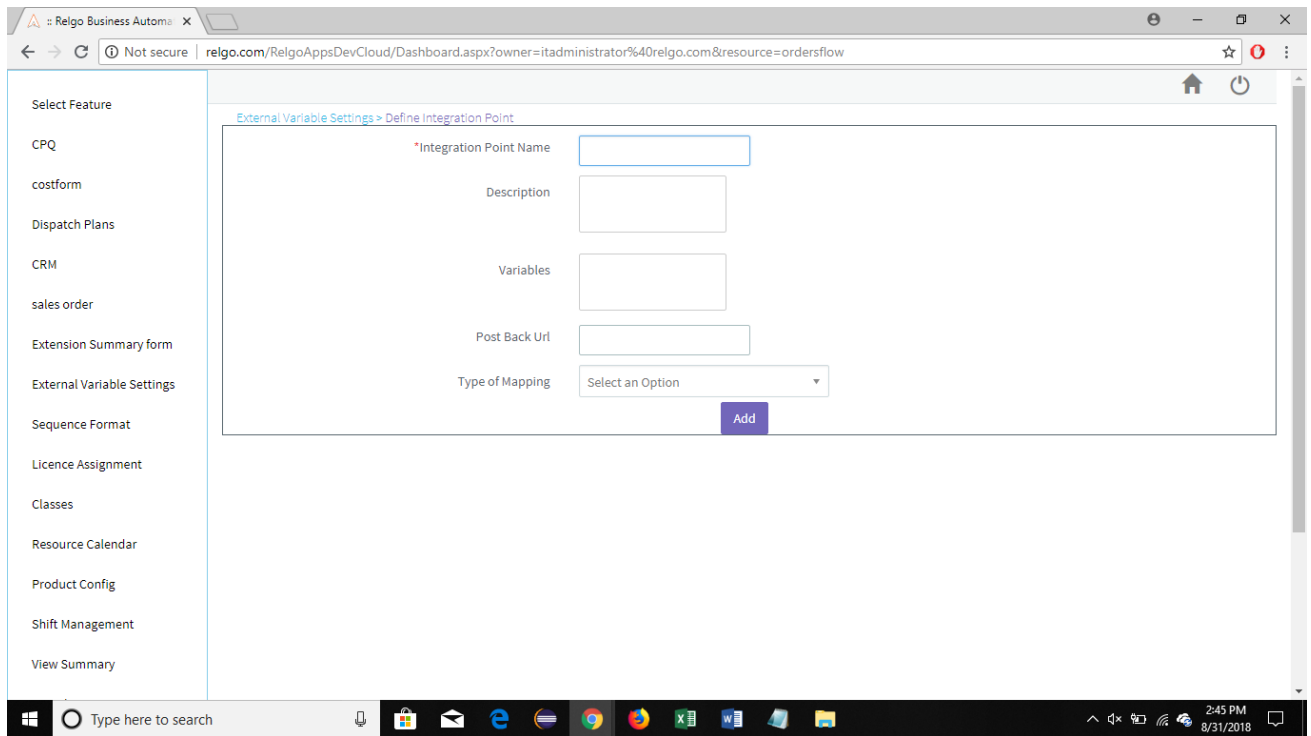 :: Relgo Business Automa
Not secure
relgo.com/RelgoAppsDevCloud/Dashboard.aspx?owner=itadministrator%40relgo.com&resource=ordersflow
Select Feature
CPQ
costform
Dispatch Plans
CRM
sales order
Extension Summary form
External Variable Settings
Sequence Format
Licence Assignment
Classes
Resource Calendar
Product Config
Shift Management
View Summary
External Variable Settings > Define Integration Point
*Integration Point Name
Description
Variables
Post Back Url
Type of Mapping
Select an Option
Add
Type here to search
2:45 PM
8/31/2018